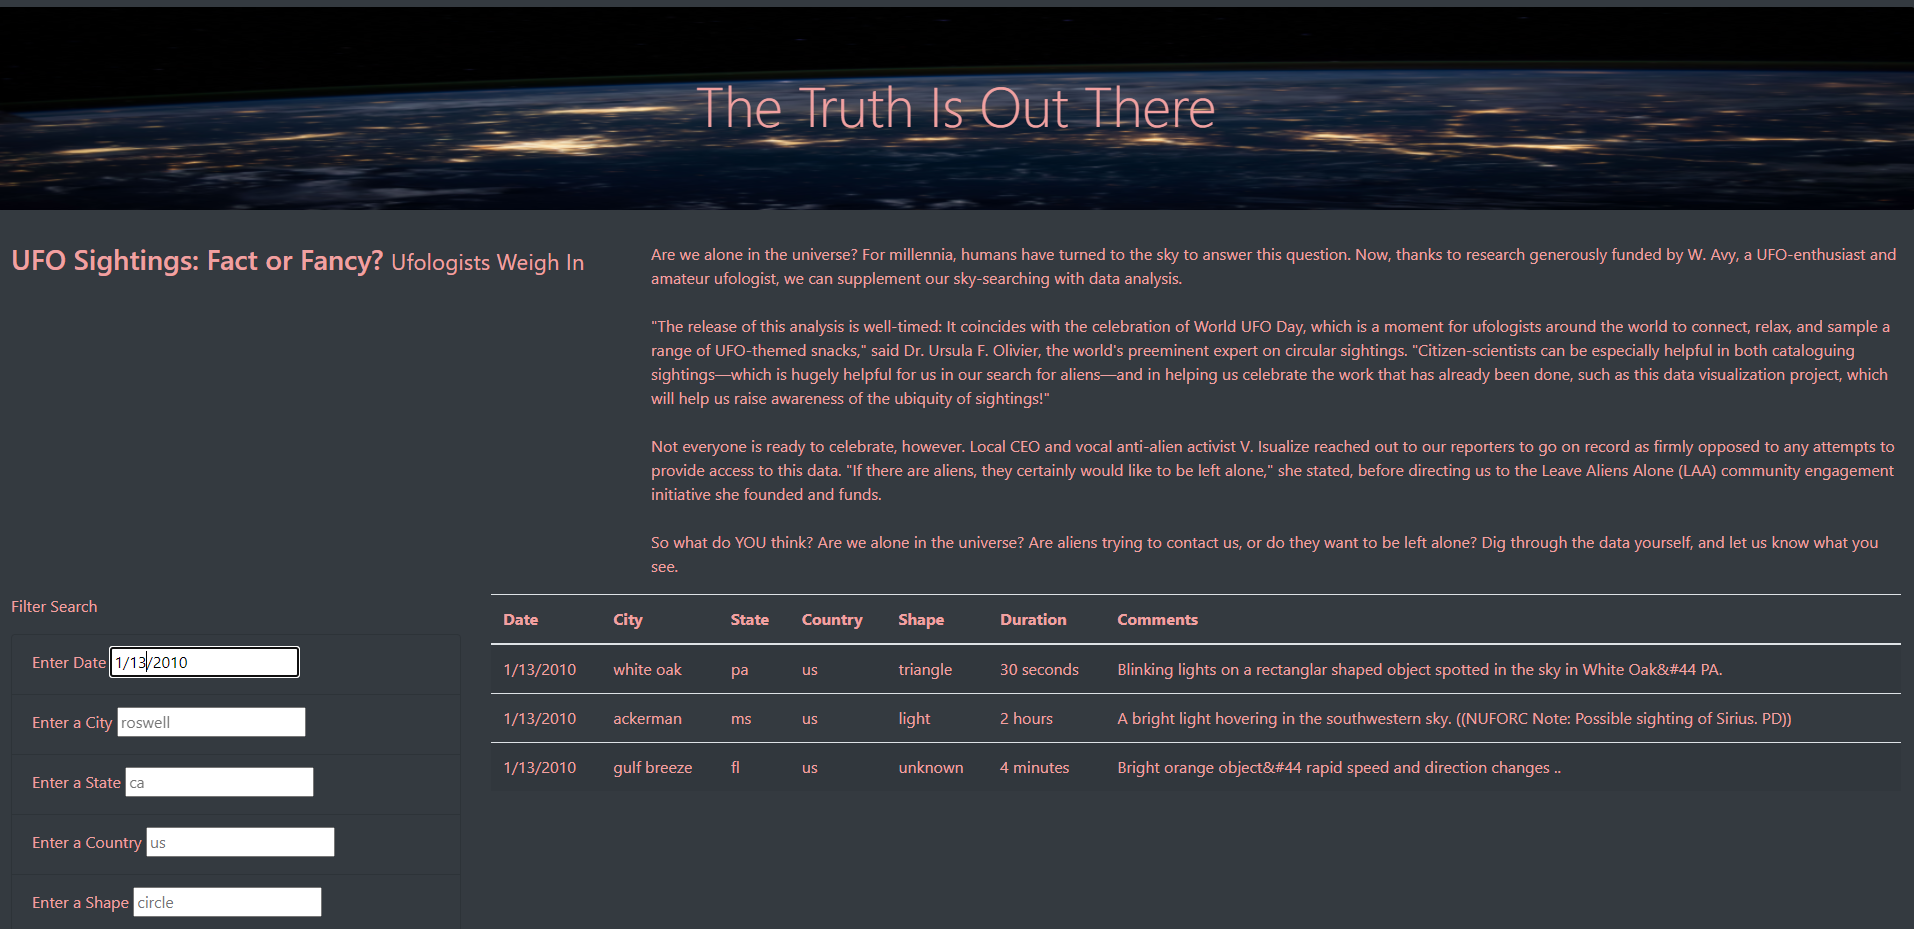 The Truth Is Out There
UFO Sightings: Fact or Fancy? Ufologists Weigh In
Are we alone in the universe? For millennia, humans have turned to the sky to answer this question. Now, thanks to research generously funded by W. Avy, a UFO-enthusiast and
amateur ufologist, we can supplement our sky-searching with data analysis.
"The release of this analysis is well-timed: It coincides with the celebration of World UFO Day, which is a moment for ufologists around the world to connect, relax, and sample a
range of UFO-themed snacks," said Dr. Ursula F. Olivier, the world's preeminent expert on circular sightings. "Citizen-scientists can be especially helpful in both cataloguing
sightings—which is hugely helpful for us in our search for aliens—and in helping us celebrate the work that has already been done, such as this data visualization project, which
will help us raise awareness of the ubiquity of sightings!"
Not everyone is ready to celebrate, however. Local CEO and vocal anti-alien activist V. Isualize reached out to our reporters to go on record as firmly opposed to any attempts to
provide access to this data. "If there are aliens, they certainly would like to be left alone," she stated, before directing us to the Leave Aliens Alone (LAA) community engagement
initiative she founded and funds.
So what do YOU think? Are we alone in the universe? Are aliens trying to contact us, or do they want to be left alone? Dig through the data yourself, and let us know what you
see.
Filter Search
Enter Date 1/13/2010
Enter a City roswell
Enter a State ca
Enter a Country us
Enter a Shape circle
Date City State Country Shape Duration Comments
1/13/2010 white oak pa us triangle 30 seconds Blinking lights on a rectanglar shaped object spotted in the sky in White Oak&#44 PA.
1/13/2010 ackerman ms us light 2 hours A bright light hovering in the southwestern sky. ((NUFORC Note: Possible sighting of Sirius. PD))
1/13/2010 gulf breeze fl us unknown 4 minutes Bright orange object&#44 rapid speed and direction changes ..